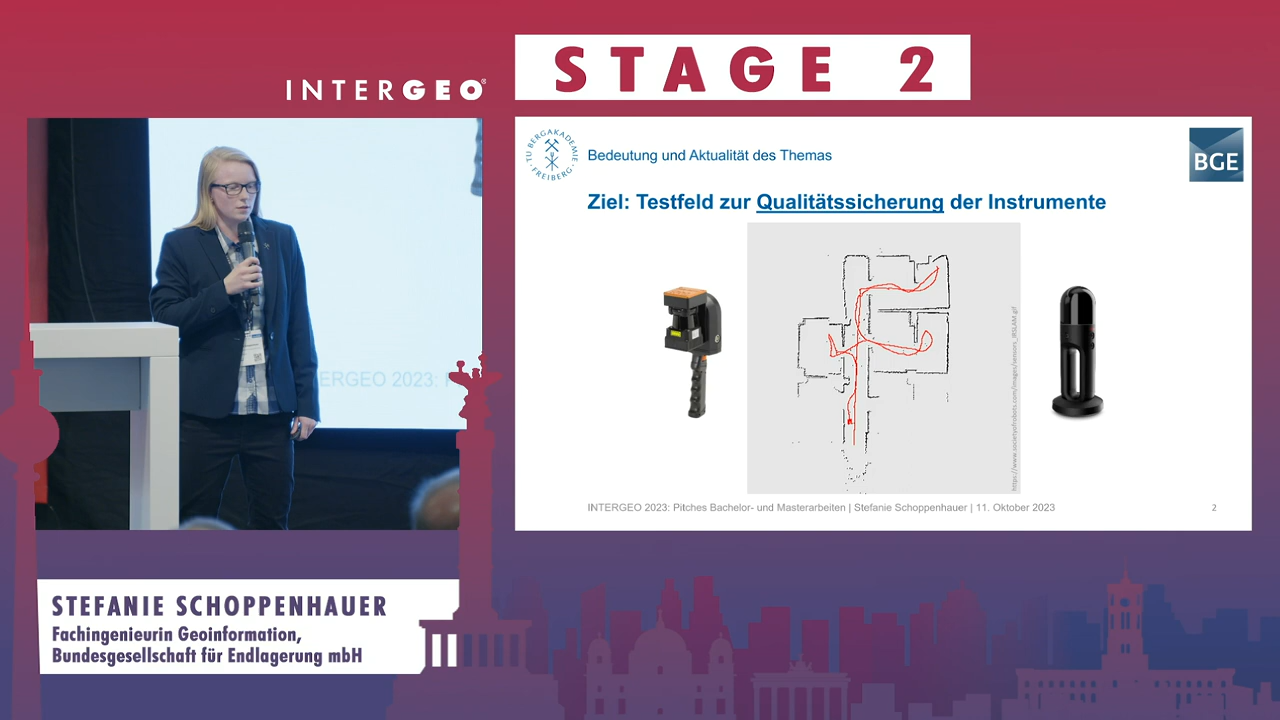 STAGE 2
INTERGEO®
TU BERGAKADEMIE
FREIBERG
Bedeutung und Aktualität des Themas
BGE
Ziel: Testfeld zur Qualitätssicherung der Instrumente
INTERGEO 2023: Pitches Bachelor- und Masterarbeiten | Stefanie Schoppenhauer | 11. Oktober 2023
2
ERGEO 2023:
STEFANIE SCHOPPENHAUER
Fachingenieurin Geoinformation,
Bundesgesellschaft für Endlagerung mbH